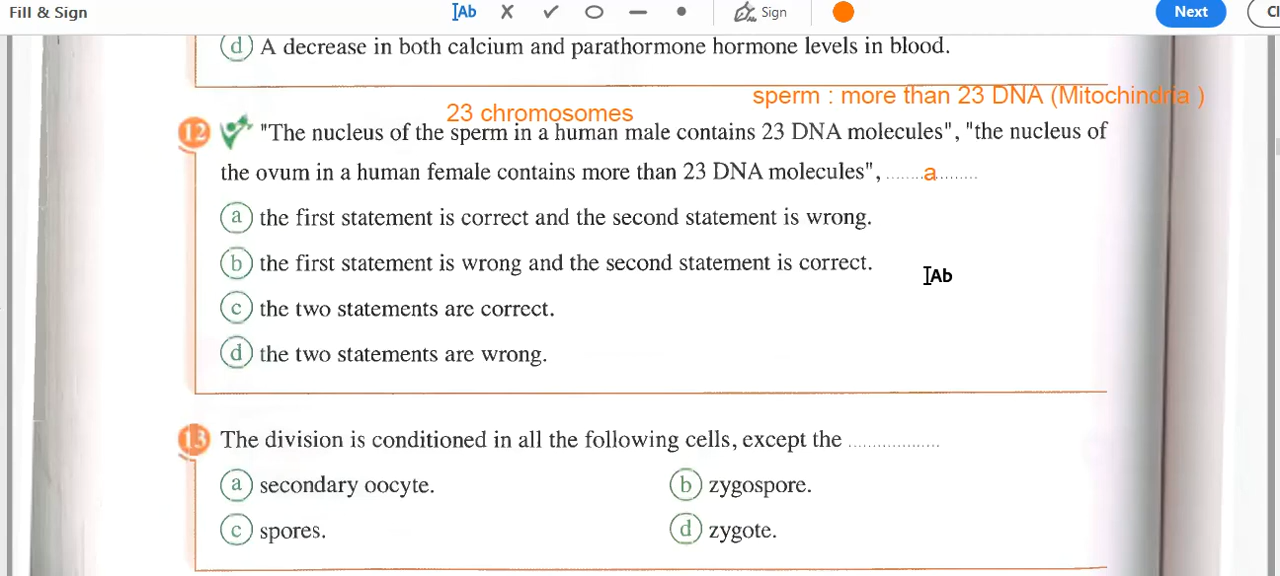 Fill & Sign
Ab
Sign
Next
Cl
d A decrease in both calcium and parathormone hormone levels in blood.
sperm : more than 23 DNA (Mitochindria )
23 chromosomes
12 "The nucleus of the sperm in a human male contains 23 DNA molecules", "the nucleus of
the ovum in a human female contains more than 23 DNA molecules", ........a.........
a the first statement is correct and the second statement is wrong.
b the first statement is wrong and the second statement is correct.
Ab
c the two statements are correct.
d the two statements are wrong.
13 The division is conditioned in all the following cells, except the ...................
a secondary oocyte.
b zygospore.
c spores.
d zygote.